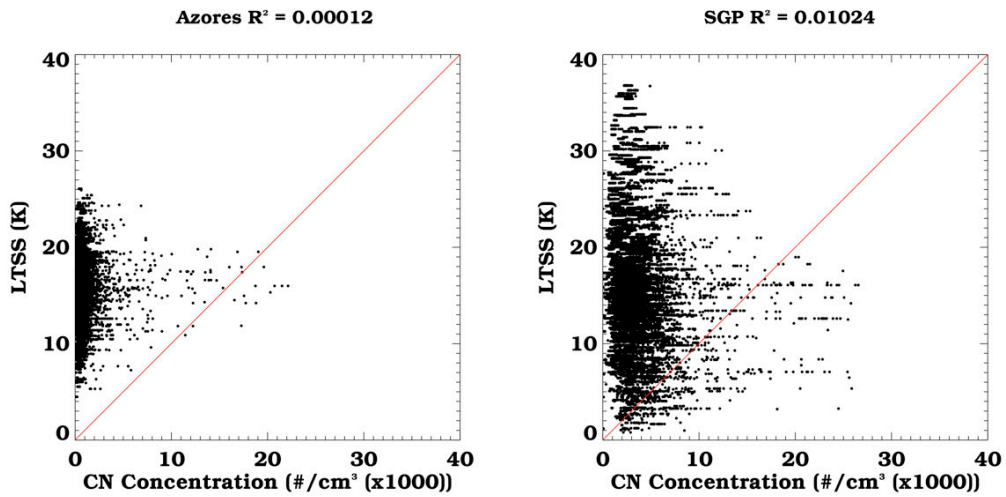 Azores R² = 0.00012
40
30
20
10
0
LTSS (K)
0 10 20 30 40
CN Concentration (#/cm³ (x1000))
SGP R² = 0.01024
40
30
20
10
0
LTSS (K)
0 10 20 30 40
CN Concentration (#/cm³ (x1000))